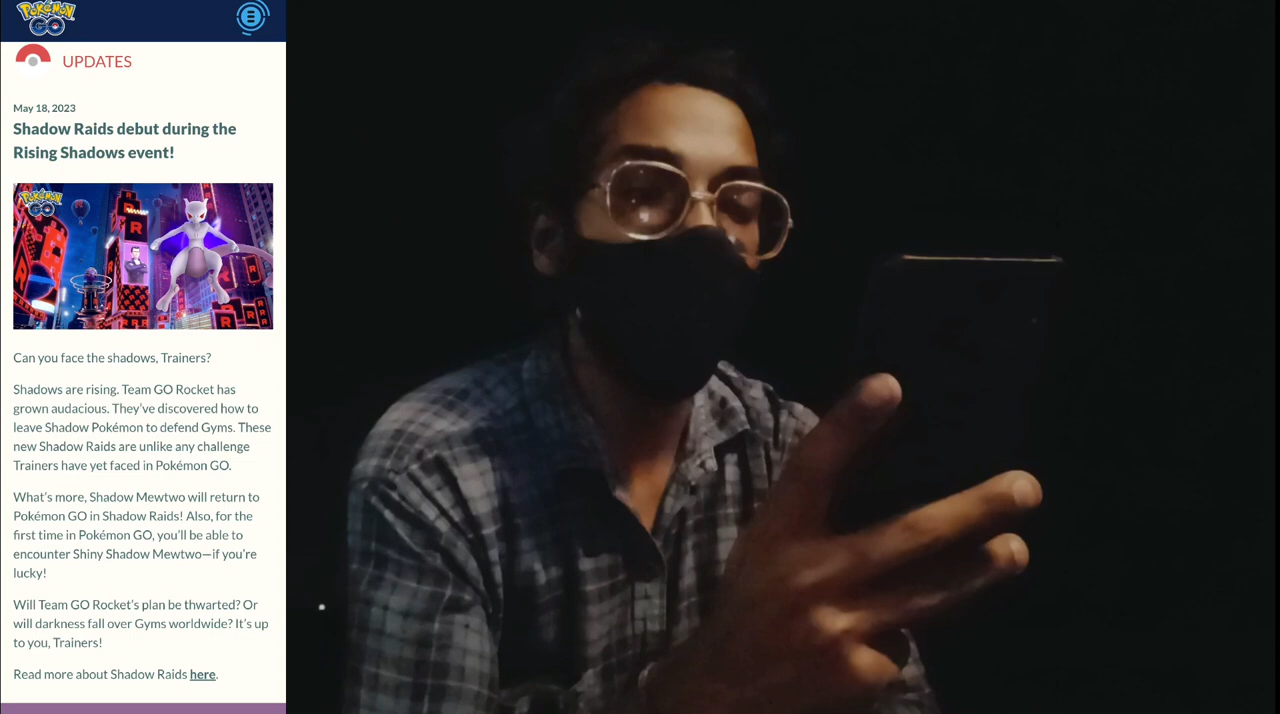 POKÉMON
GO
UPDATES
May 18, 2023
Shadow Raids debut during the
Rising Shadows event!
POKÉMON
GO
R
R
R
Can you face the shadows, Trainers?
Shadows are rising. Team GO Rocket has
grown audacious. They've discovered how to
leave Shadow Pokémon to defend Gyms. These
new Shadow Raids are unlike any challenge
Trainers have yet faced in Pokémon GO.
What's more, Shadow Mewtwo will return to
Pokémon GO in Shadow Raids! Also, for the
first time in Pokémon GO, you'll be able to
encounter Shiny Shadow Mewtwo—if you're
lucky!
Will Team GO Rocket's plan be thwarted? Or
will darkness fall over Gyms worldwide? It's up
to you, Trainers!
Read more about Shadow Raids here.